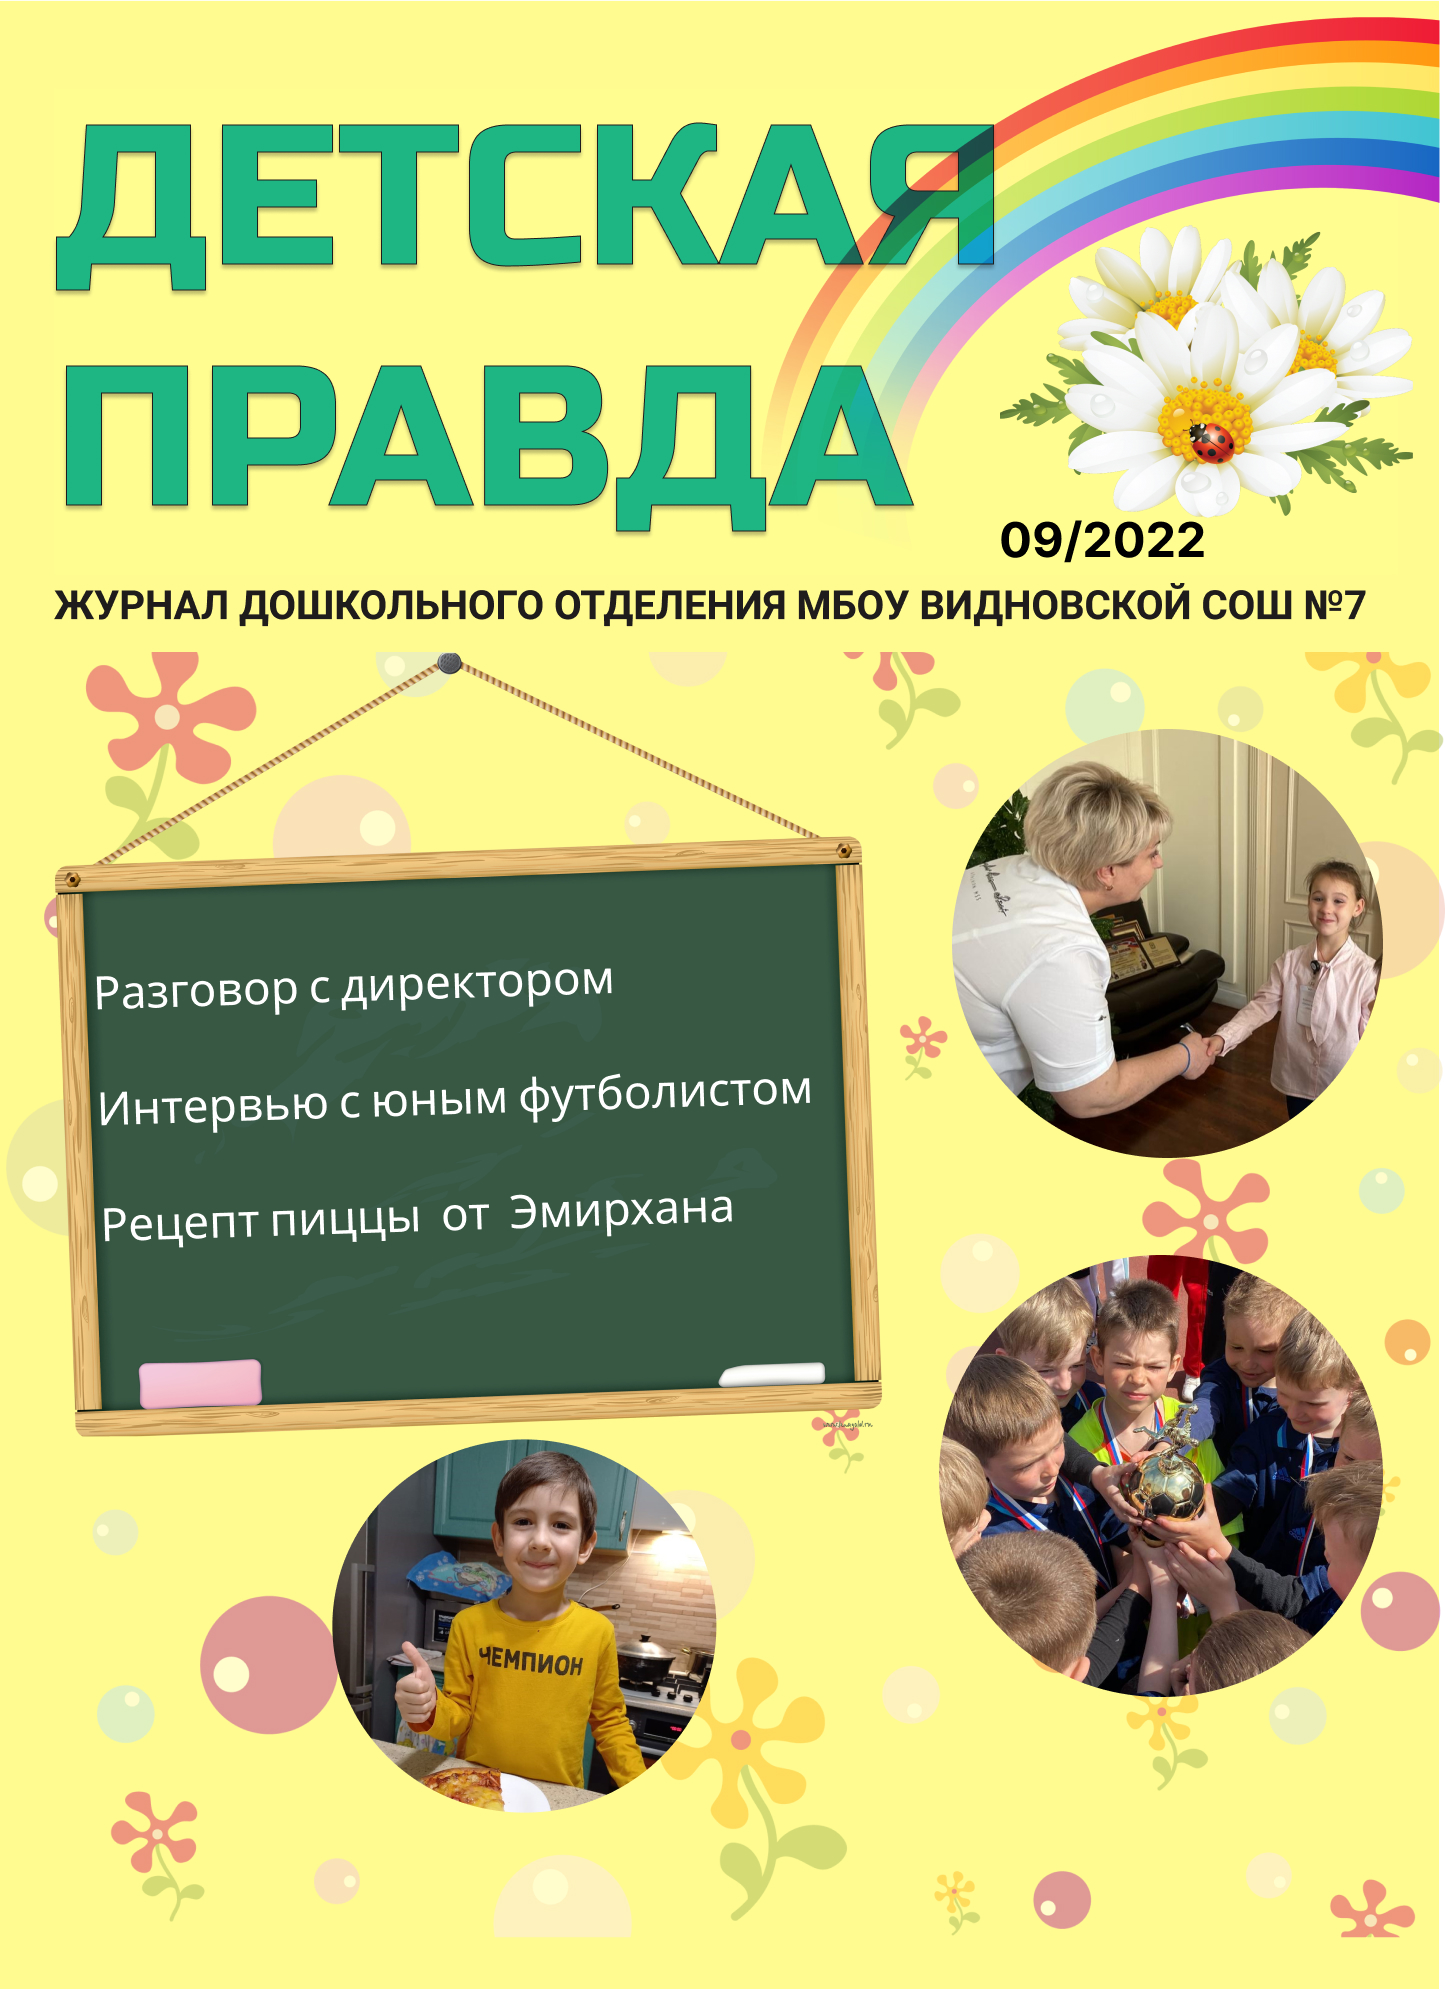 ДЕТСКАЯ
ПРАВДА
09/2022
ЖУРНАЛ ДОШКОЛЬНОГО ОТДЕЛЕНИЯ МБОУ ВИДНОВСКОЙ СОШ №7
Разговор с директором
Интервью с юным футболистом
Рецепт пиццы от Эмирхана
ЧЕМПИОН